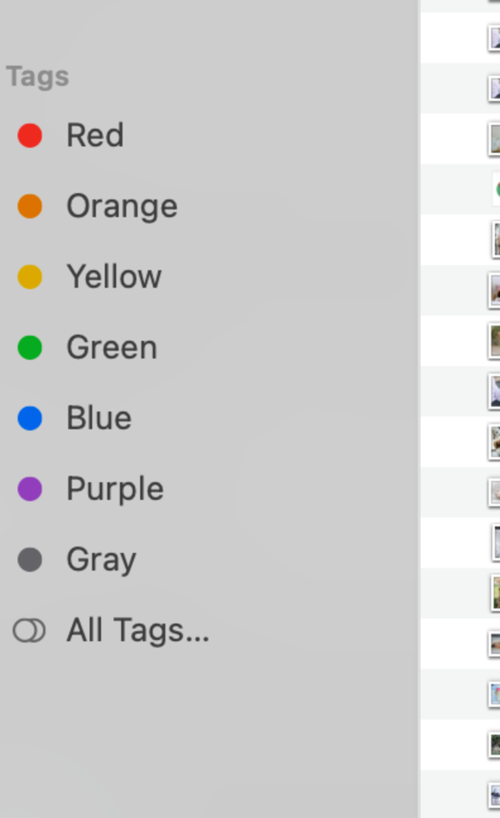 Tags
Red
Orange
Yellow
Green
Blue
Purple
Gray
All Tags...